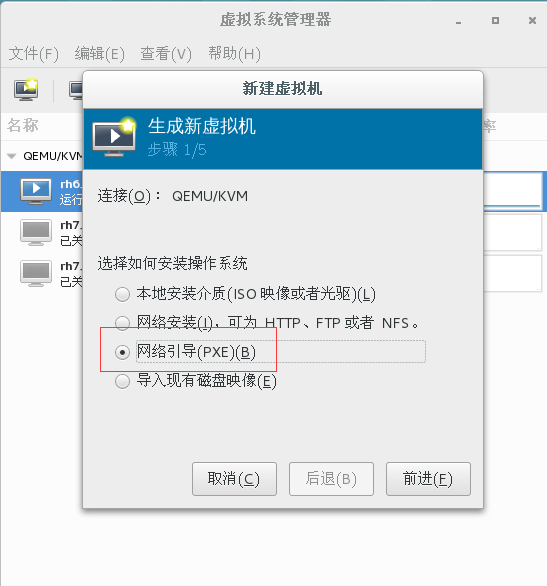 虚拟系统管理器
文件(F) 编辑(E) 查看(V) 帮助(H)
新建虚拟机
名称
生成新虚拟机
步骤 1/5
率
QEMU/KVM
rh6.
运行
rh7.
已关
rh7.
已关
连接(O)： QEMU/KVM
选择如何安装操作系统
本地安装介质(ISO 映像或者光驱)(L)
网络安装(I)，可为 HTTP、FTP 或者 NFS 。
网络引导(PXE)(B)
导入现有磁盘映像(E)
取消(C) 后退(B) 前进(F)